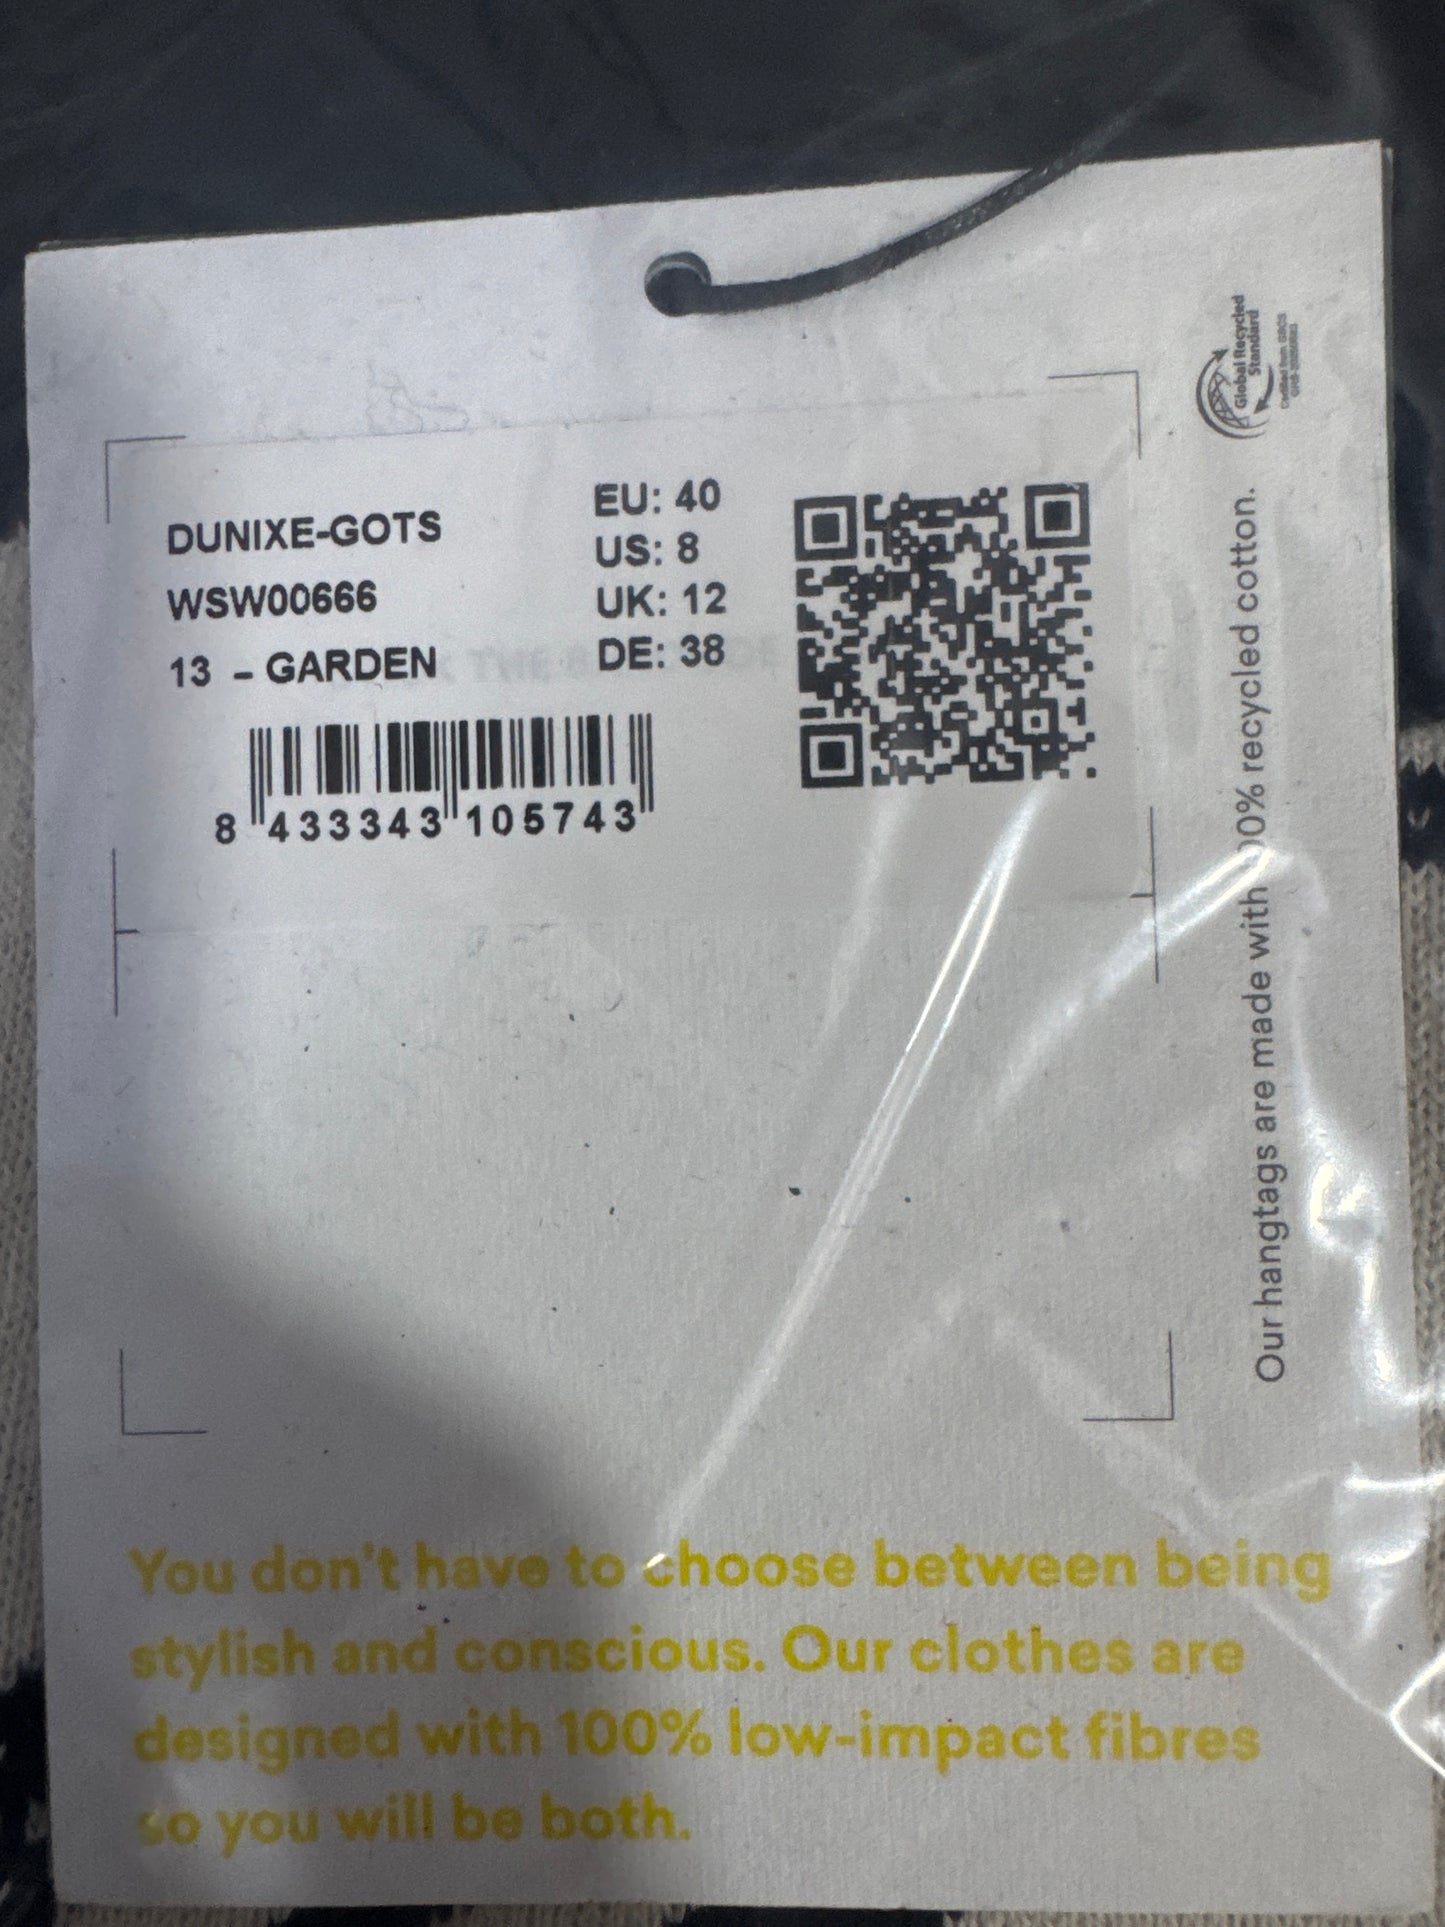 DUNIXE-GOTS
WSW00666
13 – GARDEN
EU: 40
US: 8
UK: 12
DE: 38
8 433343 105743
Global Recycled
Standard
Our hangtags are made with 00% recycled cotton.
You don't have to choose between being
stylish and conscious. Our clothes are
designed with 100% low-impact fibres
so you will be both.